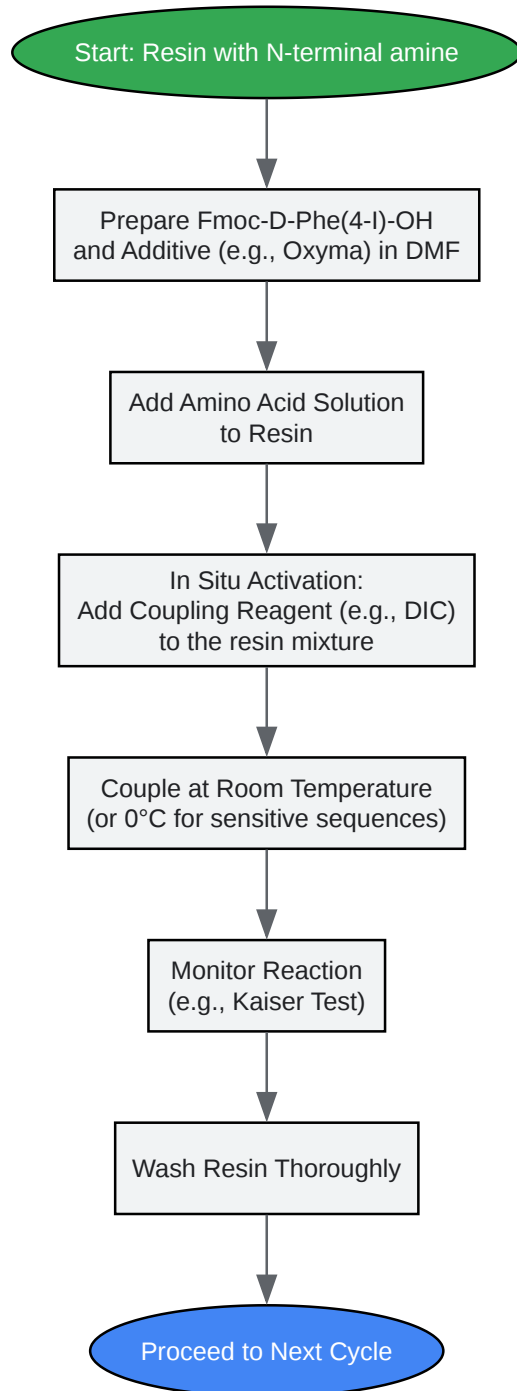 Start: Resin with N-terminal amine
Prepare Fmoc-D-Phe(4-I)-OH
and Additive (e.g., Oxyma) in DMF
Add Amino Acid Solution
to Resin
In Situ Activation:
Add Coupling Reagent (e.g., DIC)
to the resin mixture
Couple at Room Temperature
(or 0°C for sensitive sequences)
Monitor Reaction
(e.g., Kaiser Test)
Wash Resin Thoroughly
Proceed to Next Cycle